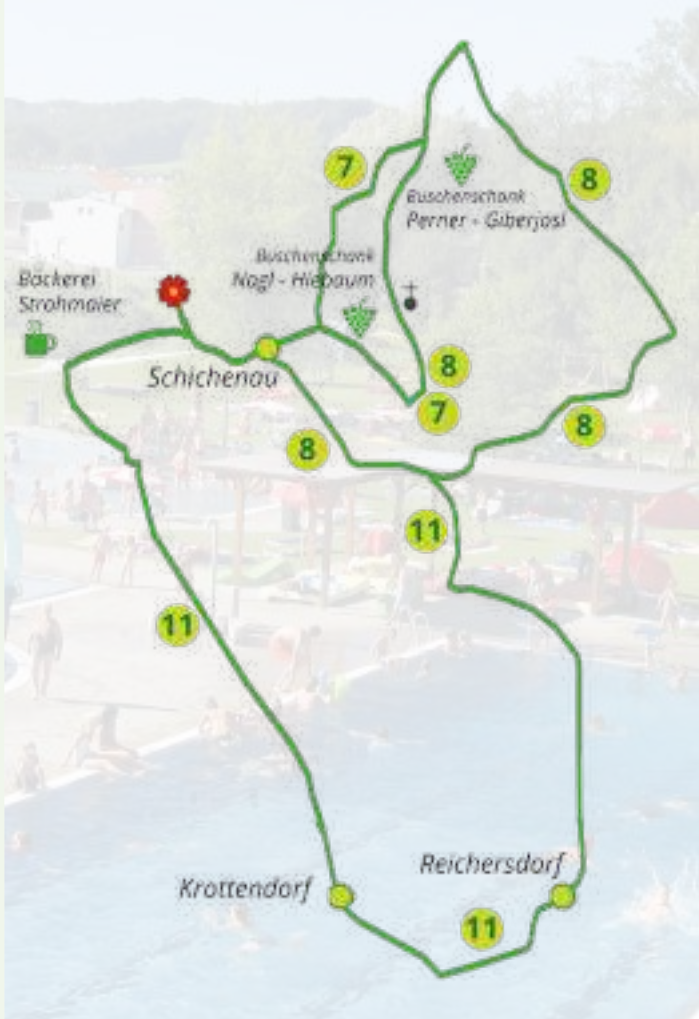 7
8
Buschenschank
Perner - Giberjosl
Buschenschank
Nagl - Hiebaum
Bäckerei
Strohmaier
Schichenau
8
7
8
8
11
11
Reichersdorf
Krottendorf
11